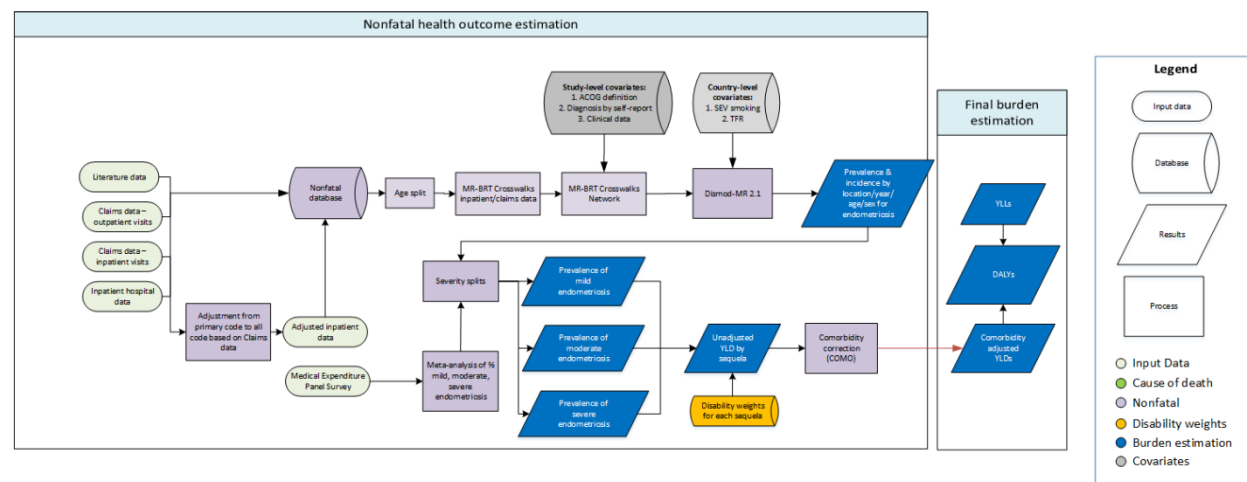 Nonfatal health outcome estimation
Study-level covariates:
1. ACOG definition
2. Diagnosis by self-report
3. Clinical data
Country-level
covariates:
1. SEV smoking
2. TFR
Literature data
Claims data –
outpatient visits
Claims data –
inpatient visits
Inpatient hospital
data
Nonfatal
database
Age split
MR-BRT Crosswalks
inpatient/claims data
MR-BRT Crosswalks
Network
Dismod-MR 2.1
Prevalence &
incidence by
location/year/
age/sex for
endometriosis
Adjustment from
primary code to all
code based on Claims
data
Adjusted inpatient
data
Medical Expenditure
Panel Survey
Severity splits
Meta-analysis of %
mild, moderate,
severe
endometriosis
Prevalence of
mild
endometriosis
Prevalence of
moderate
endometriosis
Prevalence of
severe
endometriosis
Unadjusted
YLD by
sequela
Disability weights
for each sequela
Comorbidity
correction
(COMO)
Final burden
estimation
YLLs
DALYs
Comorbidity
adjusted
YLDs
Legend
Input data
Database
Results
Process
Input Data
Cause of death
Nonfatal
Disability weights
Burden estimation
Covariates